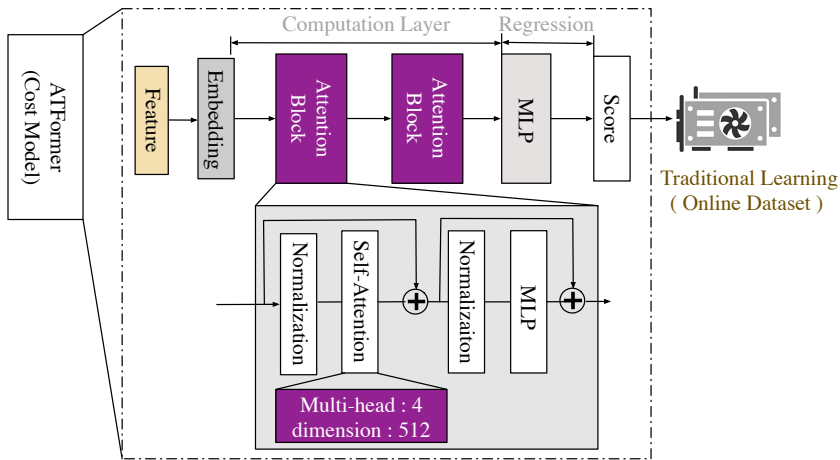 Computation Layer
Regression
ATFormer
(Cost Model)
Feature
Embedding
Attention
Block
Attention
Block
MLP
Score
Traditional Learning
( Online Dataset )
Normalization
Self-Attention
Normalizaiton
MLP
Multi-head : 4
dimension : 512